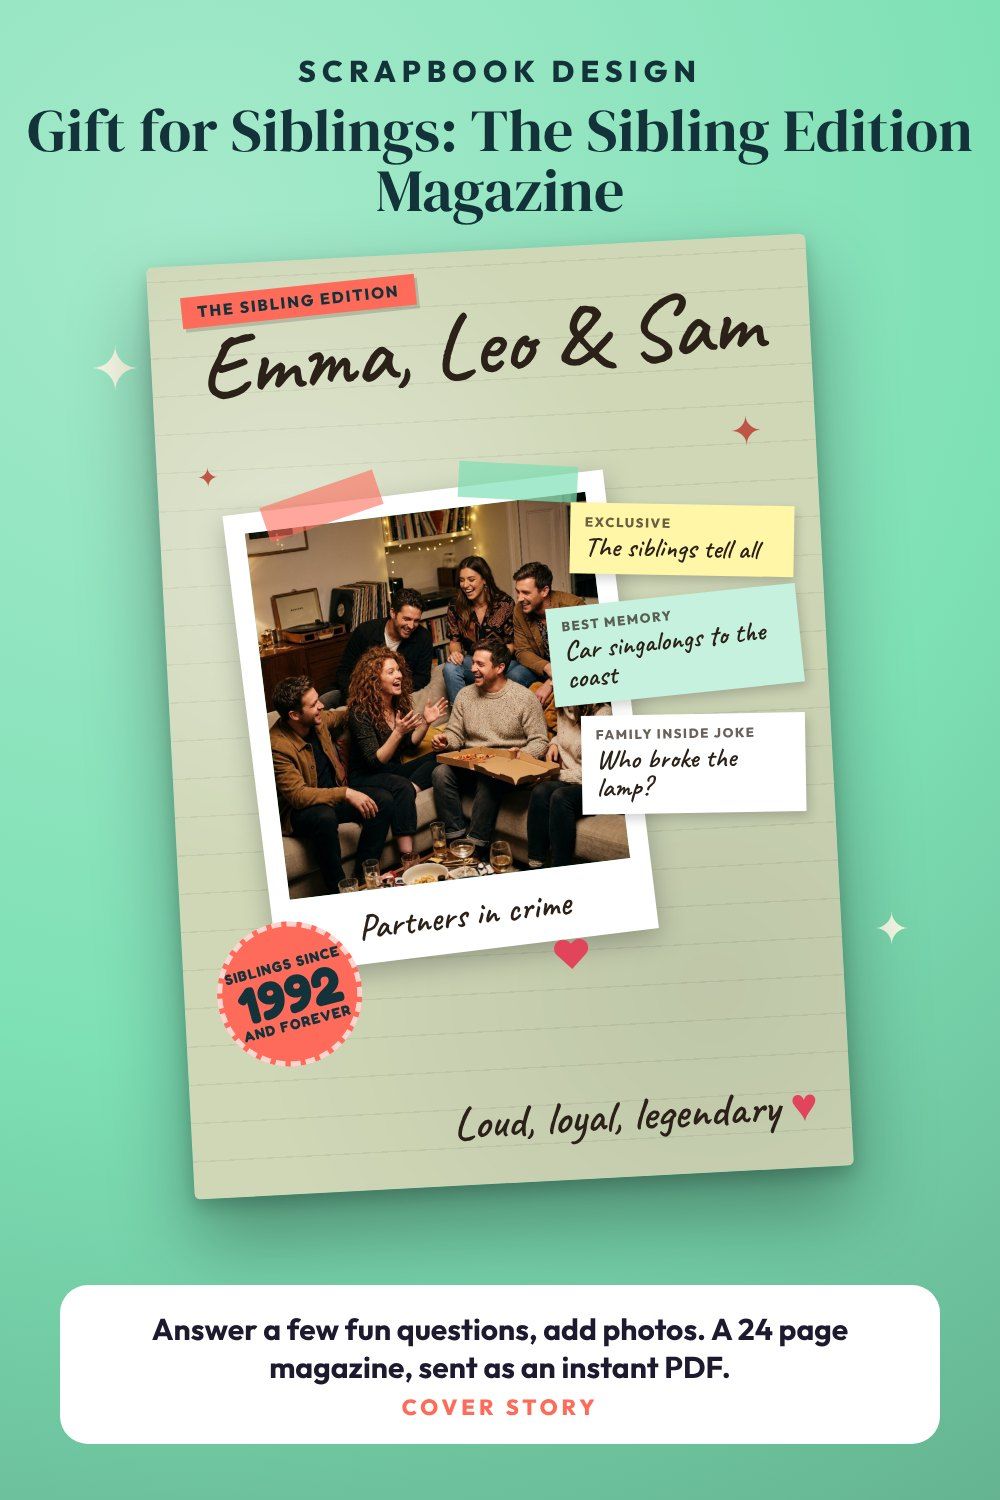 SCRAPBOOK DESIGN
Gift for Siblings: The Sibling Edition
Magazine
THE SIBLING EDITION
Emma, Leo & Sam
EXCLUSIVE
The siblings tell all
BEST MEMORY
Car singalongs to the
coast
FAMILY INSIDE JOKE
Who broke the
lamp?
Partners in crime
SIBLINGS SINCE
1992
AND FOREVER
Loud, loyal, legendary
Answer a few fun questions, add photos. A 24 page
magazine, sent as an instant PDF.
COVER STORY